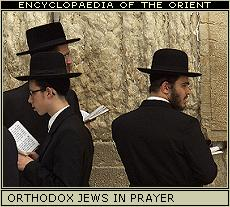 ENCYCLOPAEDIA OF THE ORIENT
ORTHODOX JEWS IN PRAYER